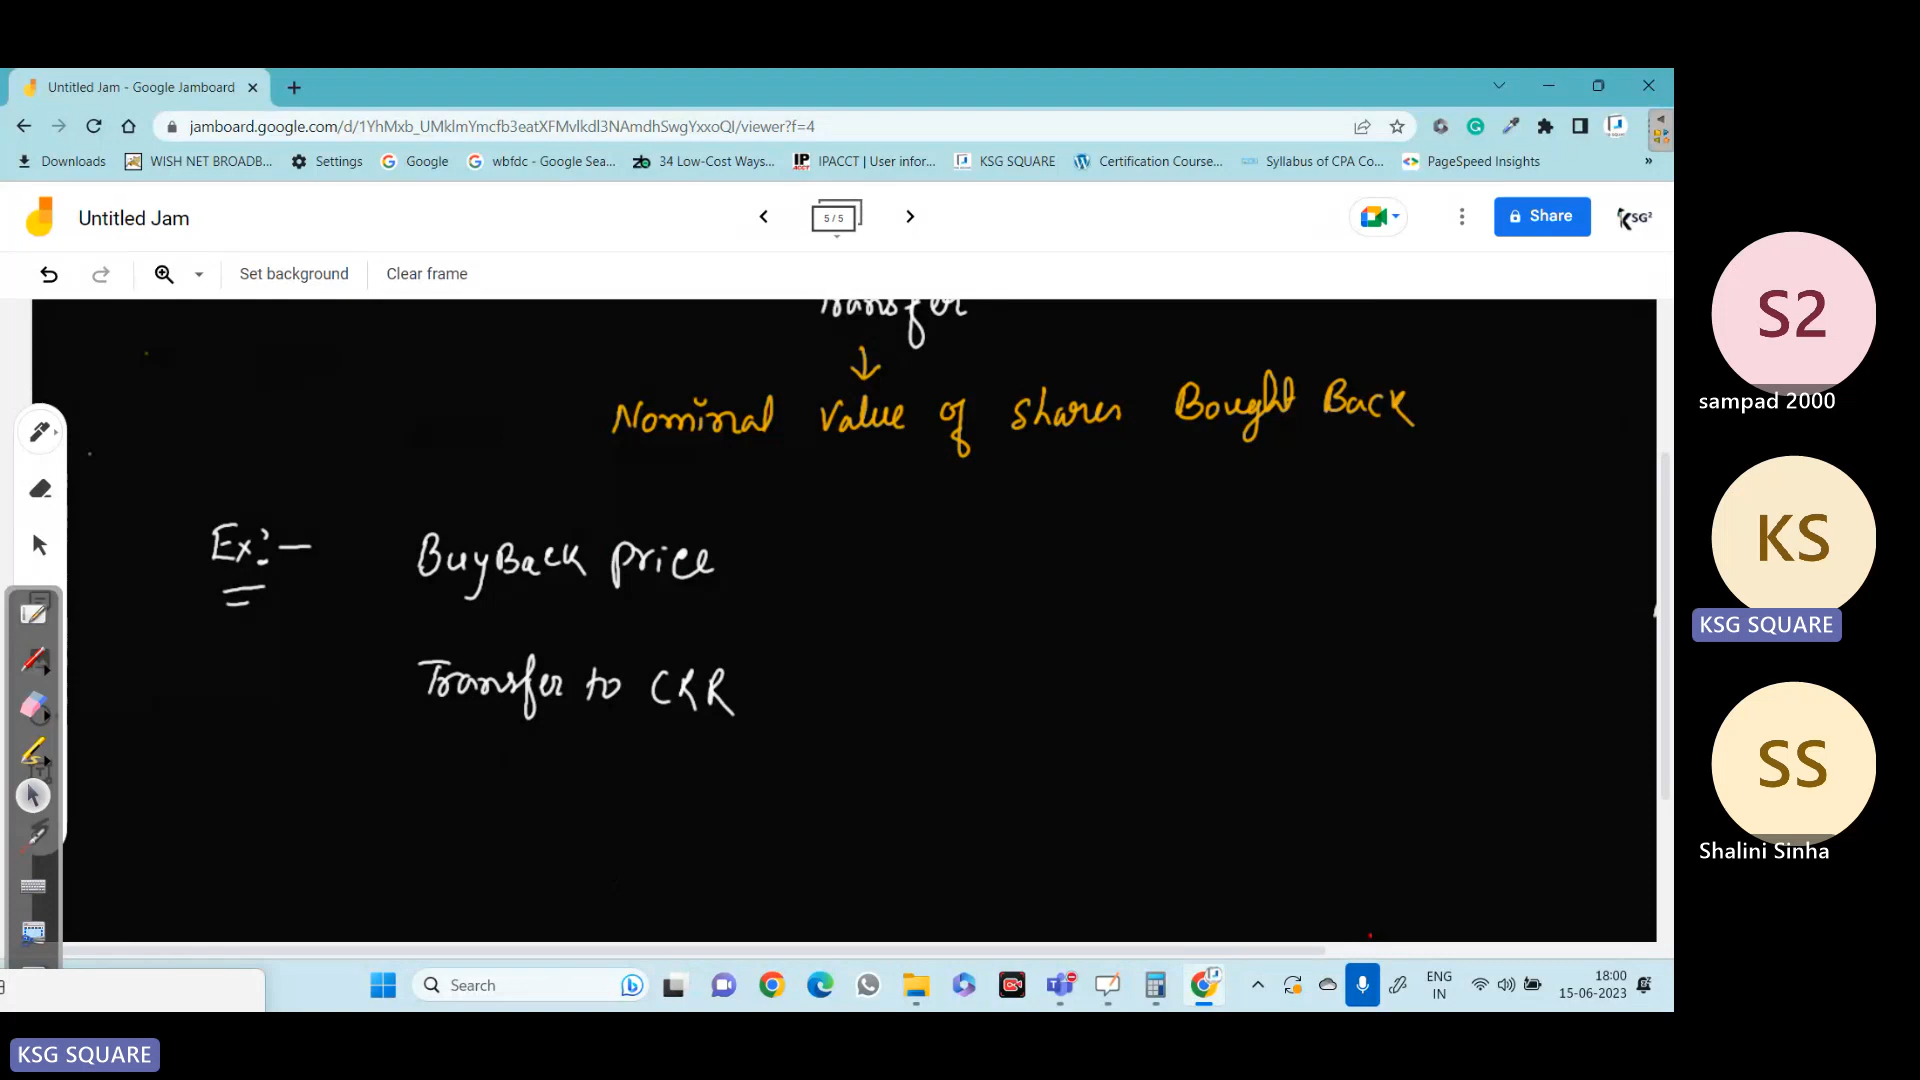 Untitled Jam - Google Jamboard
jamboard.google.com/d/1YhMxb_UMklmYmcfb3eatXFMvlkdl3NAmdhSwgYxxoQI/viewer?f=4
Downloads WISH NET BROADB... Settings Google wbfdc - Google Sea... 34 Low-Cost Ways... IPACCT | User infor... KSG SQUARE Certification Course... Syllabus of CPA Co... PageSpeed Insights »
Untitled Jam 5 / 5 Share KSG²
Set background Clear frame
Transfer
Nominal Value of Shares Bought Back
Ex:- BuyBack price
Transfer to CRR
S2
sampad 2000
KS
KSG SQUARE
SS
Shalini Sinha
Search ENG IN 18:00 15-06-2023
KSG SQUARE